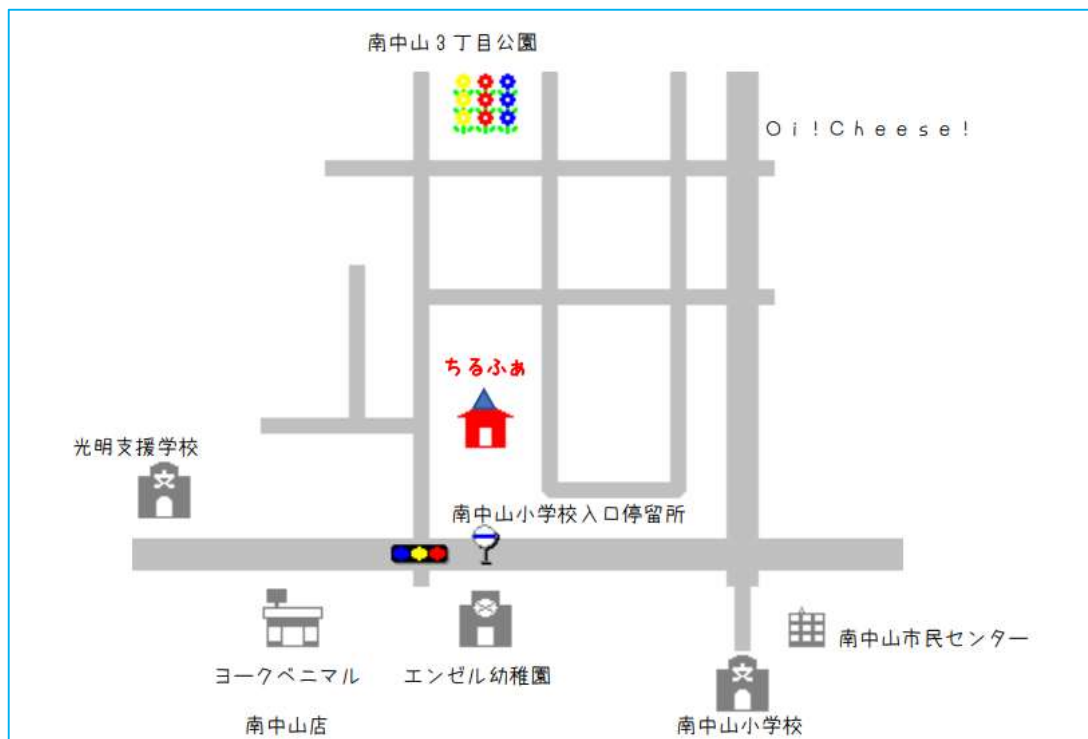 南中山３丁目公園
Ｏｉ！Ｃｈｅｅｓｅ！
ちるふぁ
光明支援学校
文
南中山小学校入口停留所
ヨークベニマル
南中山店
エンゼル幼稚園
南中山市民センター
文
南中山小学校